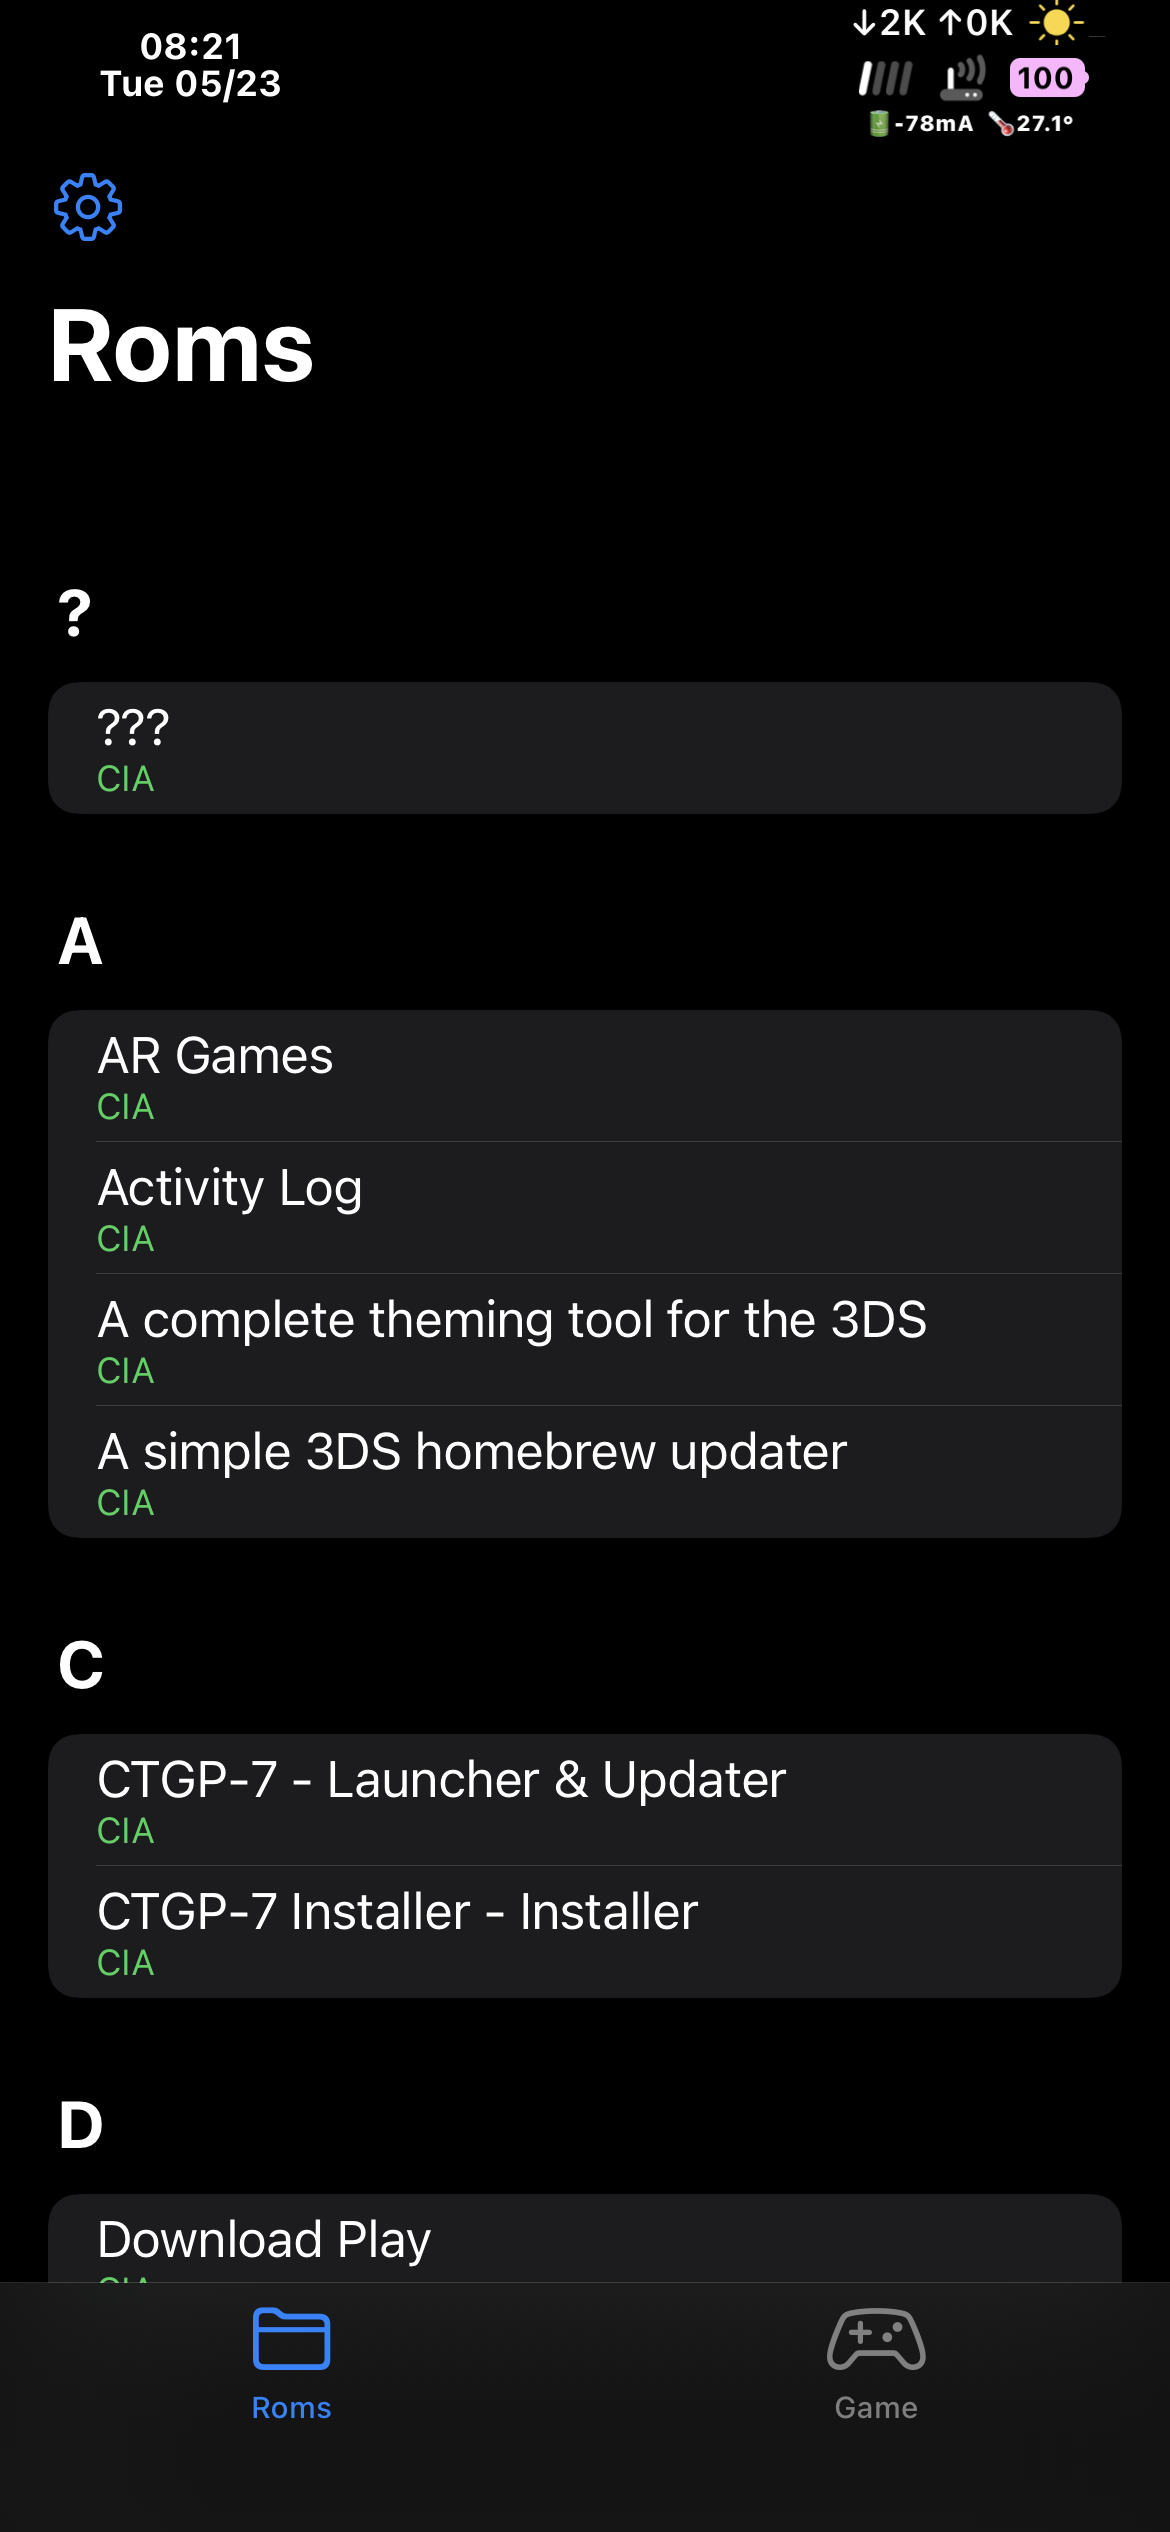 08:21
Tue 05/23
↓2K ↑0K
100
-78mA 27.1°
Roms
?
???
CIA
A
AR Games
CIA
Activity Log
CIA
A complete theming tool for the 3DS
CIA
A simple 3DS homebrew updater
CIA
C
CTGP-7 - Launcher & Updater
CIA
CTGP-7 Installer - Installer
CIA
D
Download Play
CIA
Roms
Game